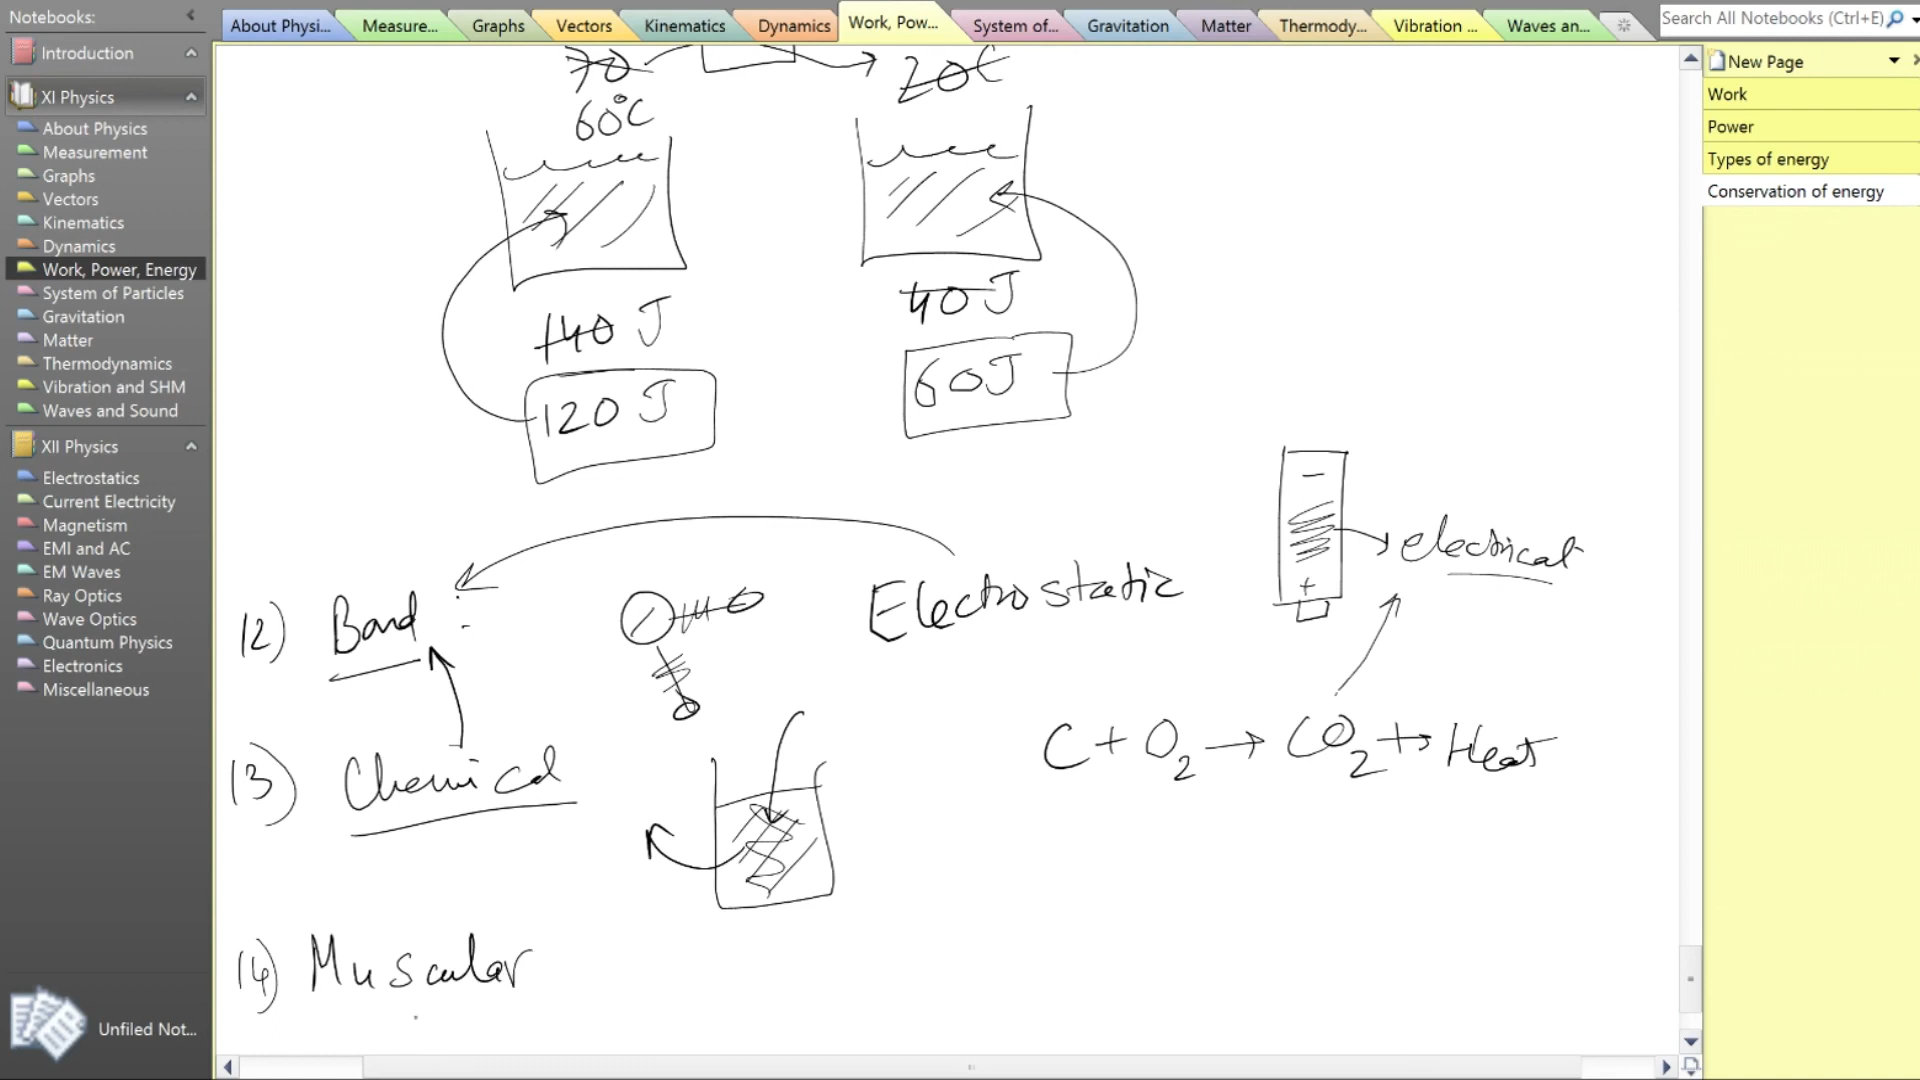 Notebooks:
Introduction
XI Physics
About Physics
Measurement
Graphs
Vectors
Kinematics
Dynamics
Work, Power, Energy
System of Particles
Gravitation
Matter
Thermodynamics
Vibration and SHM
Waves and Sound
XII Physics
Electrostatics
Current Electricity
Magnetism
EMI and AC
EM Waves
Ray Optics
Wave Optics
Quantum Physics
Electronics
Miscellaneous
Unfiled Not...
About Physi... Measure... Graphs Vectors Kinematics Dynamics Work, Pow... System of... Gravitation Matter Thermody... Vibration ... Waves an...
Search All Notebooks (Ctrl+E)
70 20°C
60°C
140 J 40 J
120 J 60J
-
+
electrical
12) Bond : Electrostatic
C + O2 → CO2 + Heat
13) Chemical
14) Muscular
New Page
Work
Power
Types of energy
Conservation of energy